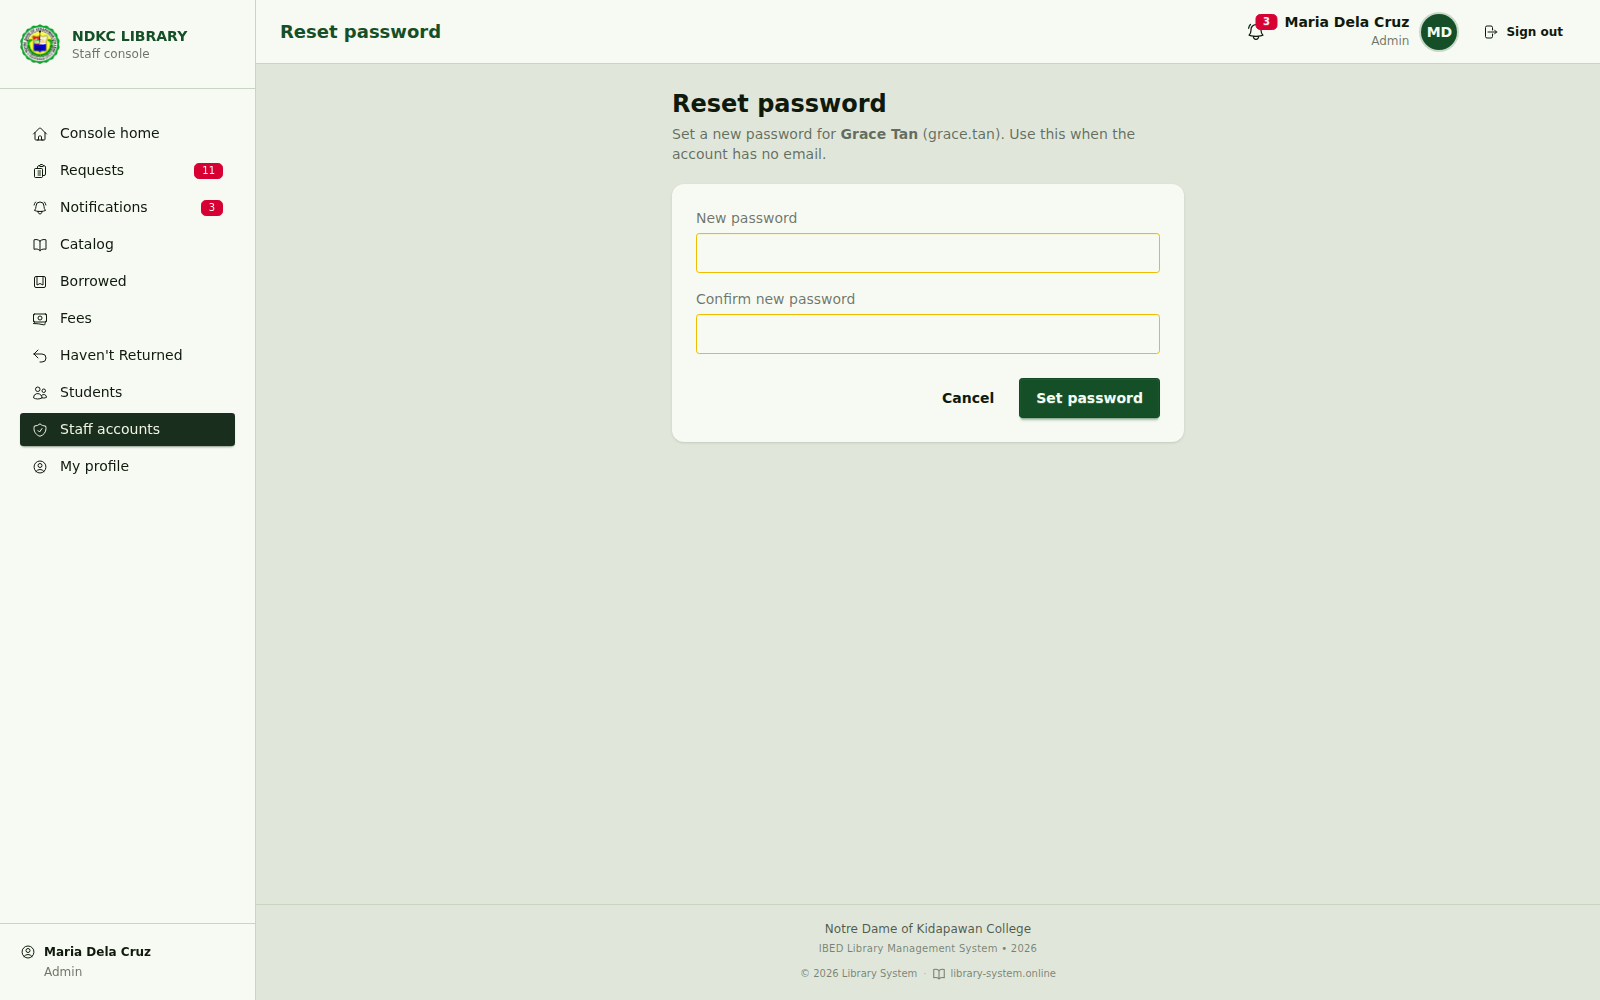 NDKC LIBRARY
Staff console
Console home
Requests 11
Notifications 3
Catalog
Borrowed
Fees
Haven't Returned
Students
Staff accounts
My profile
Maria Dela Cruz
Admin
Reset password
3
Maria Dela Cruz
Admin
MD
Sign out
Reset password
Set a new password for Grace Tan (grace.tan). Use this when the
account has no email.
New password
Confirm new password
Cancel
Set password
Notre Dame of Kidapawan College
IBED Library Management System • 2026
© 2026 Library System · library-system.online